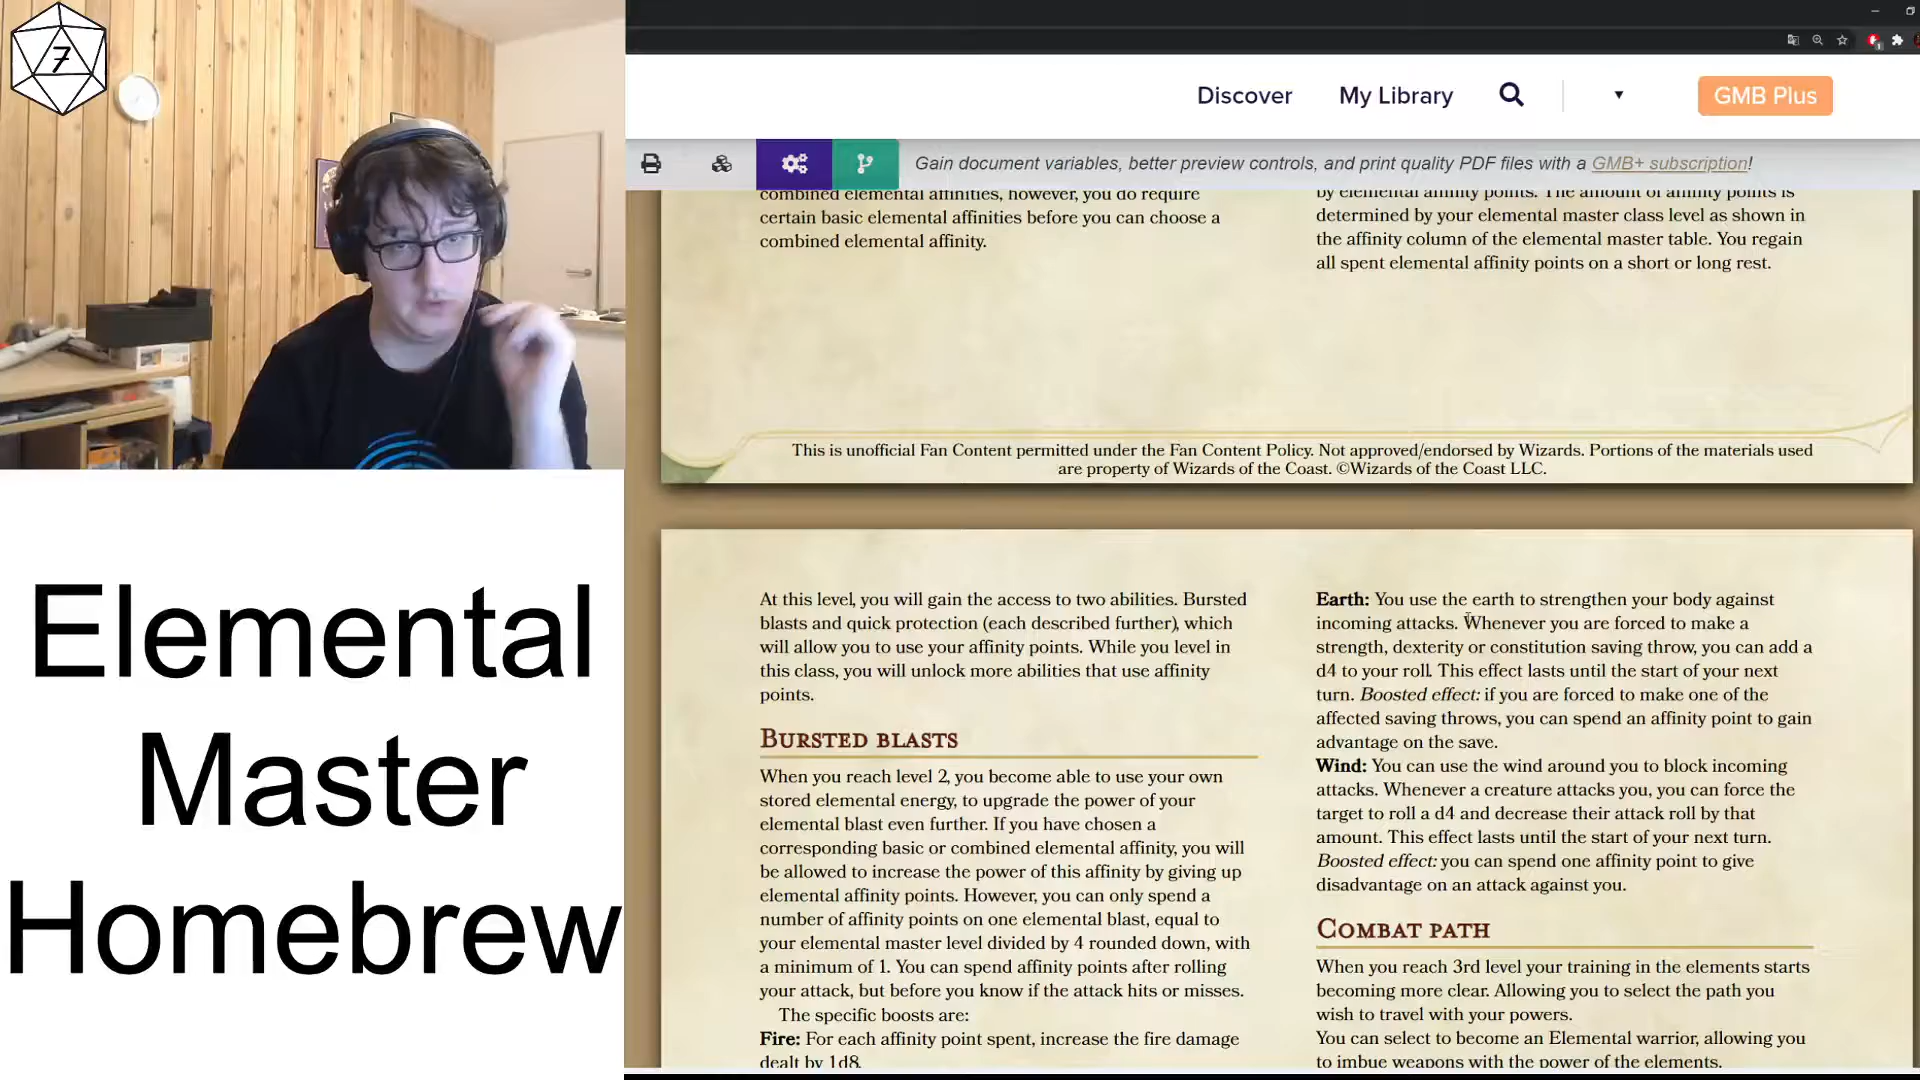 7
Elemental
Master
Homebrew
Discover
My Library
GMB Plus
Gain document variables, better preview controls, and print quality PDF files with a GMB+ subscription!
combined elemental affinities, however, you do require
certain basic elemental affinities before you can choose a
combined elemental affinity.
by elemental affinity points. The amount of affinity points is
determined by your elemental master class level as shown in
the affinity column of the elemental master table. You regain
all spent elemental affinity points on a short or long rest.
This is unofficial Fan Content permitted under the Fan Content Policy. Not approved/endorsed by Wizards. Portions of the materials used
are property of Wizards of the Coast. ©Wizards of the Coast LLC.
At this level, you will gain the access to two abilities. Bursted
blasts and quick protection (each described further), which
will allow you to use your affinity points. While you level in
this class, you will unlock more abilities that use affinity
points.
Bursted blasts
When you reach level 2, you become able to use your own
stored elemental energy, to upgrade the power of your
elemental blast even further. If you have chosen a
corresponding basic or combined elemental affinity, you will
be allowed to increase the power of this affinity by giving up
elemental affinity points. However, you can only spend a
number of affinity points on one elemental blast, equal to
your elemental master level divided by 4 rounded down, with
a minimum of 1. You can spend affinity points after rolling
your attack, but before you know if the attack hits or misses.
The specific boosts are:
Fire: For each affinity point spent, increase the fire damage
dealt by 1d8.
Earth: You use the earth to strengthen your body against
incoming attacks. Whenever you are forced to make a
strength, dexterity or constitution saving throw, you can add a
d4 to your roll. This effect lasts until the start of your next
turn. Boosted effect: if you are forced to make one of the
affected saving throws, you can spend an affinity point to gain
advantage on the save.
Wind: You can use the wind around you to block incoming
attacks. Whenever a creature attacks you, you can force the
target to roll a d4 and decrease their attack roll by that
amount. This effect lasts until the start of your next turn.
Boosted effect: you can spend one affinity point to give
disadvantage on an attack against you.
Combat path
When you reach 3rd level your training in the elements starts
becoming more clear. Allowing you to select the path you
wish to travel with your powers.
You can select to become an Elemental warrior, allowing you
to imbue weapons with the power of the elements.